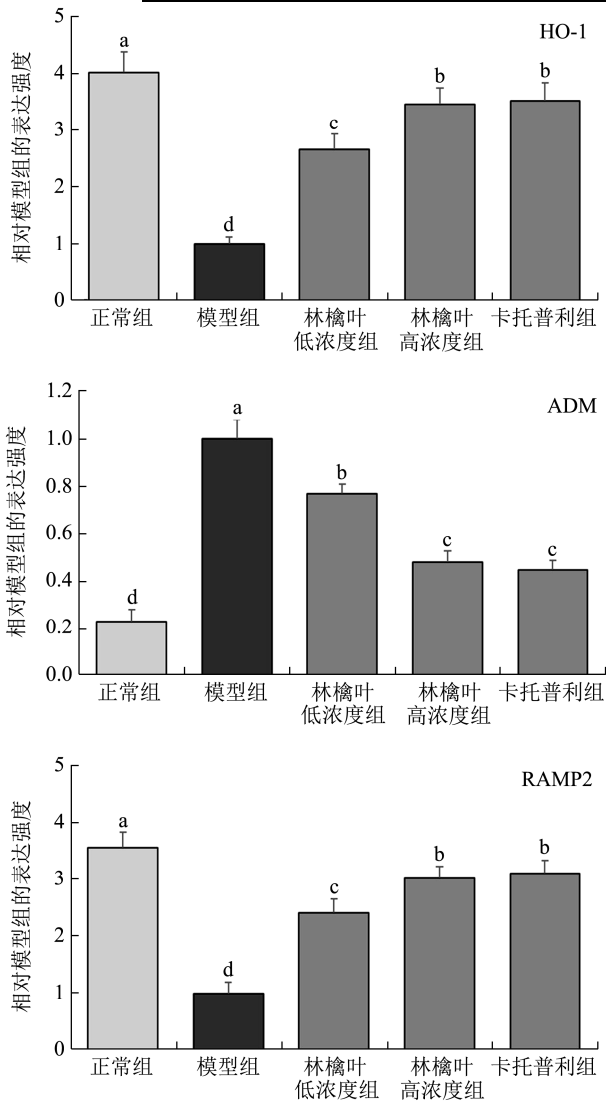 HO-1
相对模型组的表达强度
5
4
3
2
1
0
a
d
c
b
b
正常组
模型组
林檎叶
低浓度组
林檎叶
高浓度组
卡托普利组
ADM
相对模型组的表达强度
1.2
1.0
0.8
0.6
0.4
0.2
0.0
d
a
b
c
c
正常组
模型组
林檎叶
低浓度组
林檎叶
高浓度组
卡托普利组
RAMP2
相对模型组的表达强度
5
4
3
2
1
0
a
d
c
b
b
正常组
模型组
林檎叶
低浓度组
林檎叶
高浓度组
卡托普利组